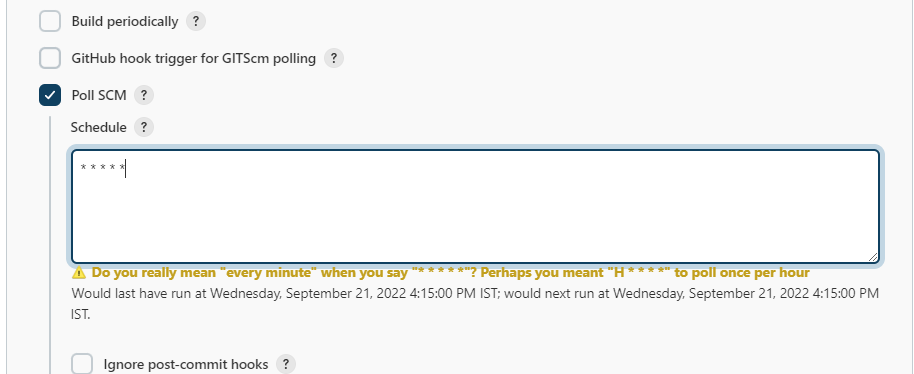 Build periodically ?
GitHub hook trigger for GITScm polling ?
Poll SCM ?
Schedule ?
* * * * *
Do you really mean "every minute" when you say "* * * * *"? Perhaps you meant "H * * * *" to poll once per hour
Would last have run at Wednesday, September 21, 2022 4:15:00 PM IST; would next run at Wednesday, September 21, 2022 4:15:00 PM
IST.
Ignore post-commit hooks ?